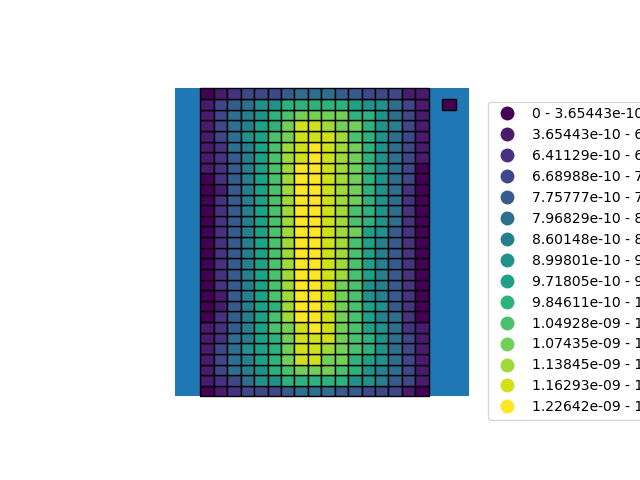 0 - 3.65443e-10
3.65443e-10 - 6
6.41129e-10 - 6
6.68988e-10 - 7
7.75777e-10 - 7
7.96829e-10 - 8
8.60148e-10 - 8
8.99801e-10 - 9
9.71805e-10 - 9
9.84611e-10 - 1
1.04928e-09 - 1
1.07435e-09 - 1
1.13845e-09 - 1
1.16293e-09 - 1
1.22642e-09 - 1